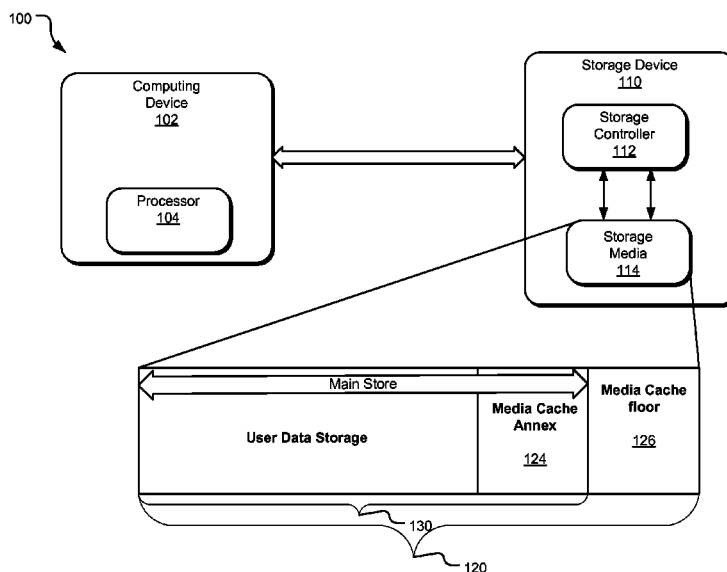 100
Computing
Device
102
Processor
104
Storage Device
110
Storage
Controller
112
Storage
Media
114
Main Store
User Data Storage
Media Cache
Annex
124
Media Cache
floor
126
130
120